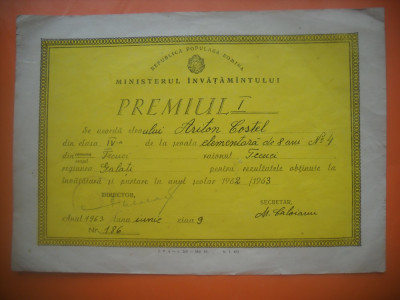 REPUBLICA POPULARĂ ROMÎNĂ
MINISTERUL ÎNVĂȚĂMÎNTULUI
PREMIUL I
Se acordă elevului Ariton Costel
din clasa IV-a de la școala elementară de 8 ani No. 4
din Tecuci raionul Tecuci
regiunea Galați pentru rezultatele obținute la
învățătură și purtare în anul școlar 1962/1963
DIRECTOR,
SECRETAR,
Anul 1963 luna iunie ziua 9
Nr. 186